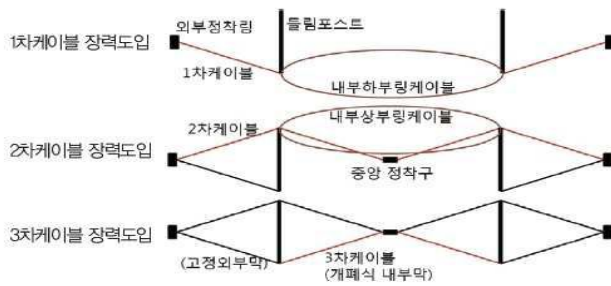 외부정착링
들림포스트
1차케이블 장력도입
1차케이블
내부하부링케이블
내부상부링케이블
2차케이블
2차케이블 장력도입
중앙 정착구
3차케이블 장력도입
(고정외부막)
3차케이블
(개폐식 내부막)